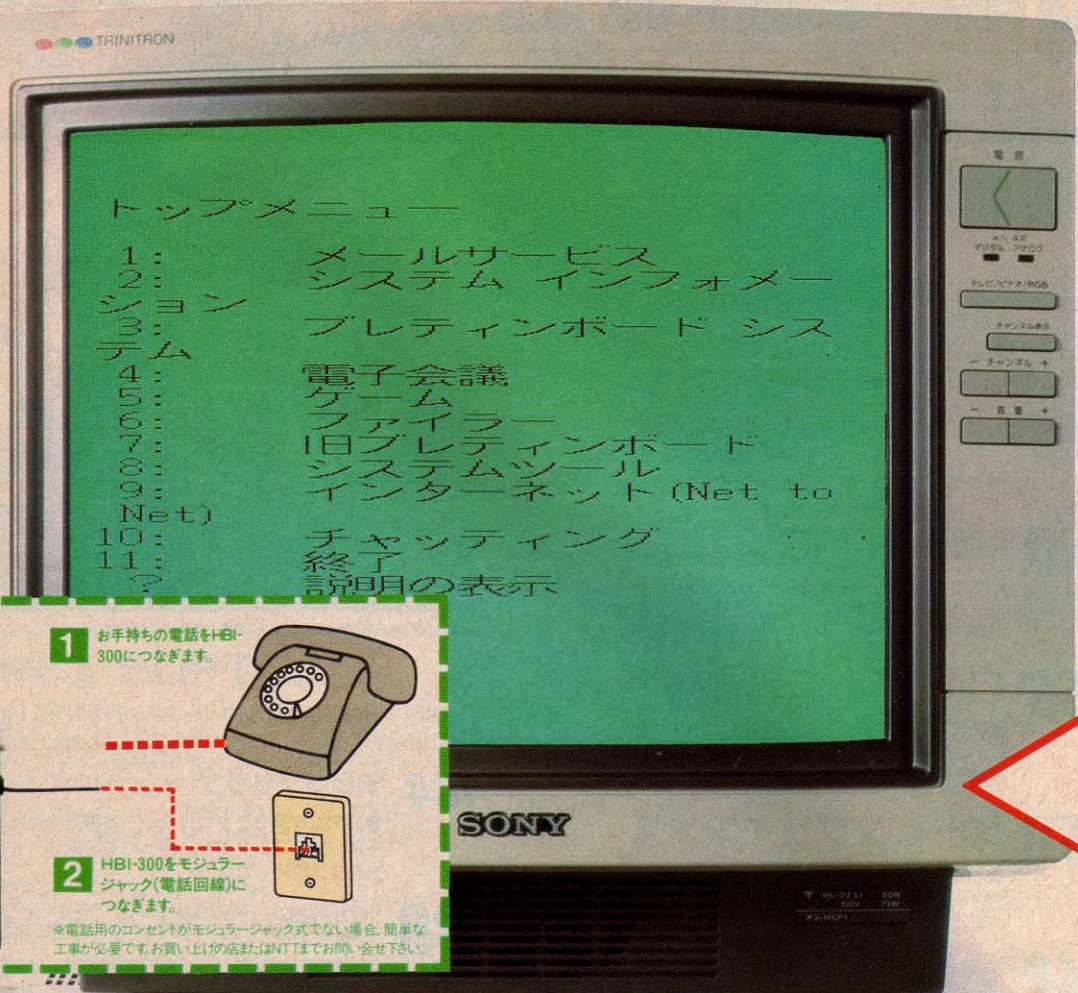 TRINITRON
トップメニュー
1: メールサービス
2: システム インフォメー
ション
3: ブレティンボード シス
テム
4: 電子会議
5: ゲーム
6: ファイラー
7: 旧ブレティンボード
8: システムツール
9: インターネット(Net to
Net)
10: チャッティング
11: 終了
? 説明の表示
電源
デジタル アナログ
テレビ/ビデオ/RGB
チャンネル表示
- チャンネル +
- 音量 +
1 お手持ちの電話をHBI-
300につなぎます。
2 HBI-300をモジュラー
ジャック(電話回線)に
つなぎます。
※電話用のコンセントがモジュラージャック式でない場合、簡単な
工事が必要です。お買い上げの店またはNTTまでお問い合せ下さい。
SONY